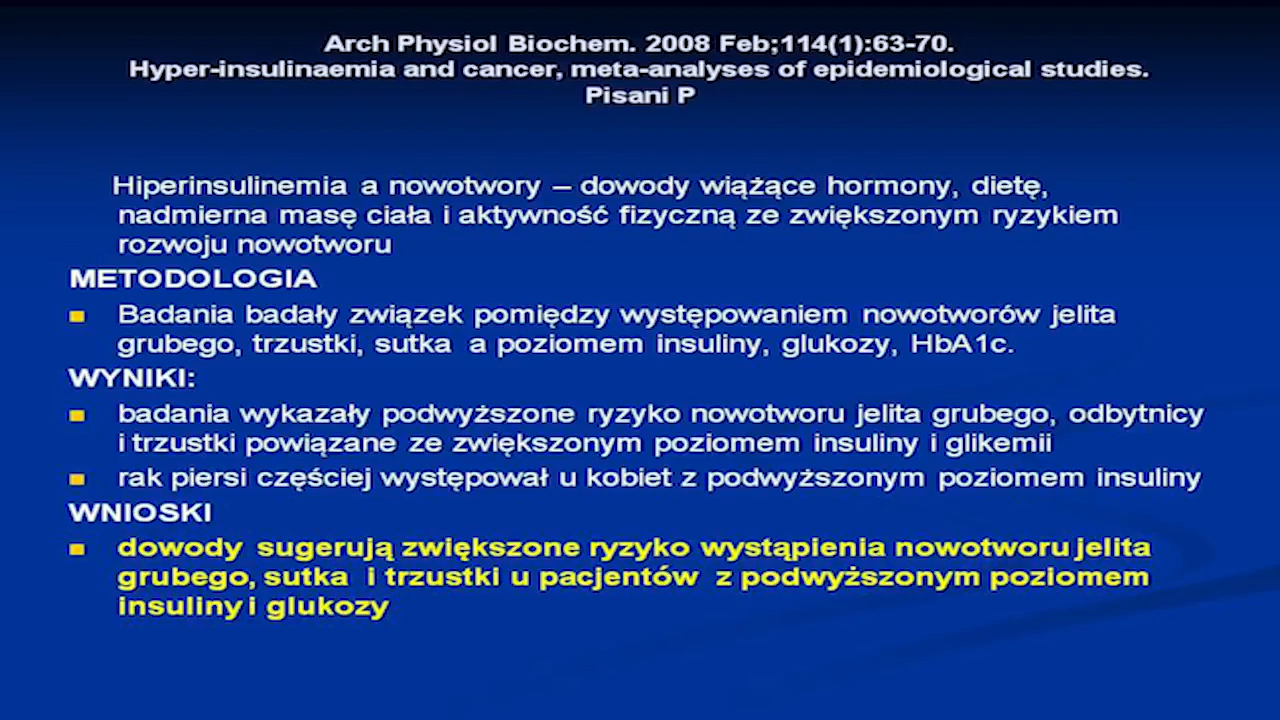 Arch Physiol Biochem. 2008 Feb;114(1):63-70.
Hyper-insulinaemia and cancer, meta-analyses of epidemiological studies.
Pisani P
Hiperinsulinemia a nowotwory – dowody wiążące hormony, dietę,
nadmierna masę ciała i aktywność fizyczną ze zwiększonym ryzykiem
rozwoju nowotworu
METODOLOGIA
Badania badały związek pomiędzy występowaniem nowotworów jelita
grubego, trzustki, sutka a poziomem insuliny, glukozy, HbA1c.
WYNIKI:
badania wykazały podwyższone ryzyko nowotworu jelita grubego, odbytnicy
i trzustki powiązane ze zwiększonym poziomem insuliny i glikemii
rak piersi częściej występował u kobiet z podwyższonym poziomem insuliny
WNIOSKI
dowody sugerują zwiększone ryzyko wystąpienia nowotworu jelita
grubego, sutka i trzustki u pacjentów z podwyższonym poziomem
insuliny i glukozy